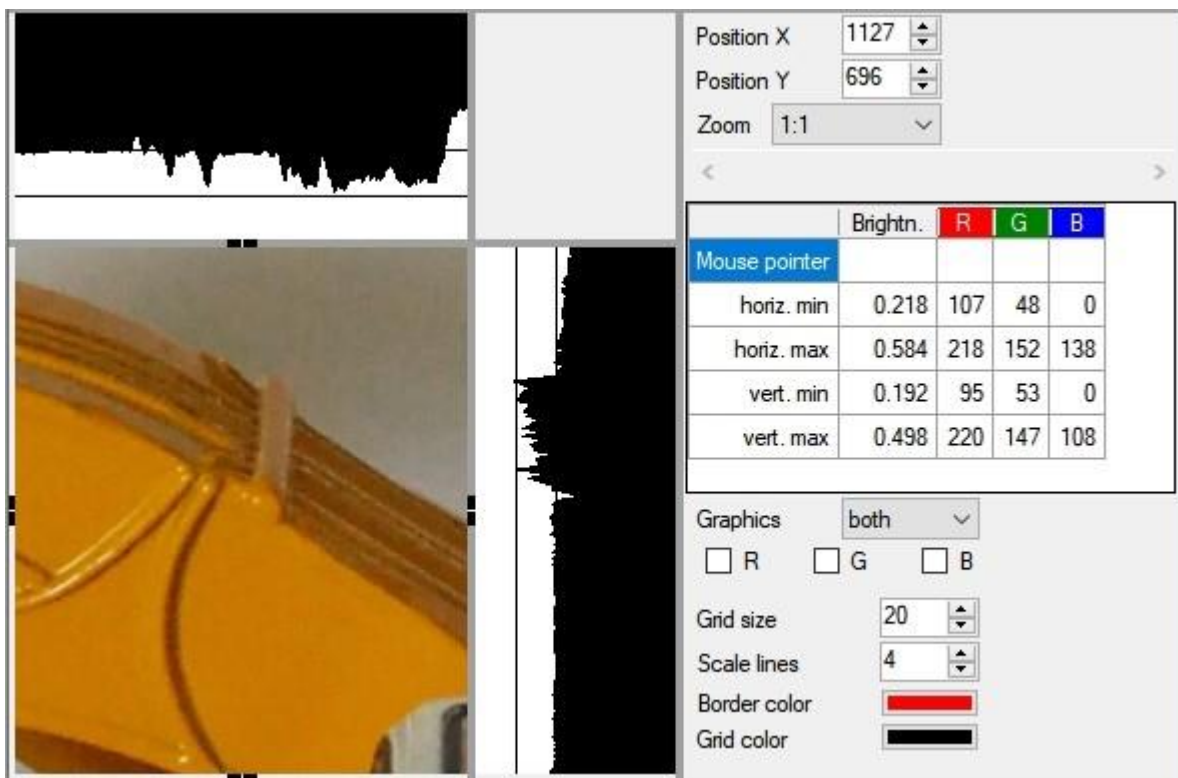 Position X 1127
Position Y 696
Zoom 1:1
< >
Brightn. R G B
Mouse pointer
horiz. min 0.218 107 48 0
horiz. max 0.584 218 152 138
vert. min 0.192 95 53 0
vert. max 0.498 220 147 108
Graphics both
R G B
Grid size 20
Scale lines 4
Border color
Grid color